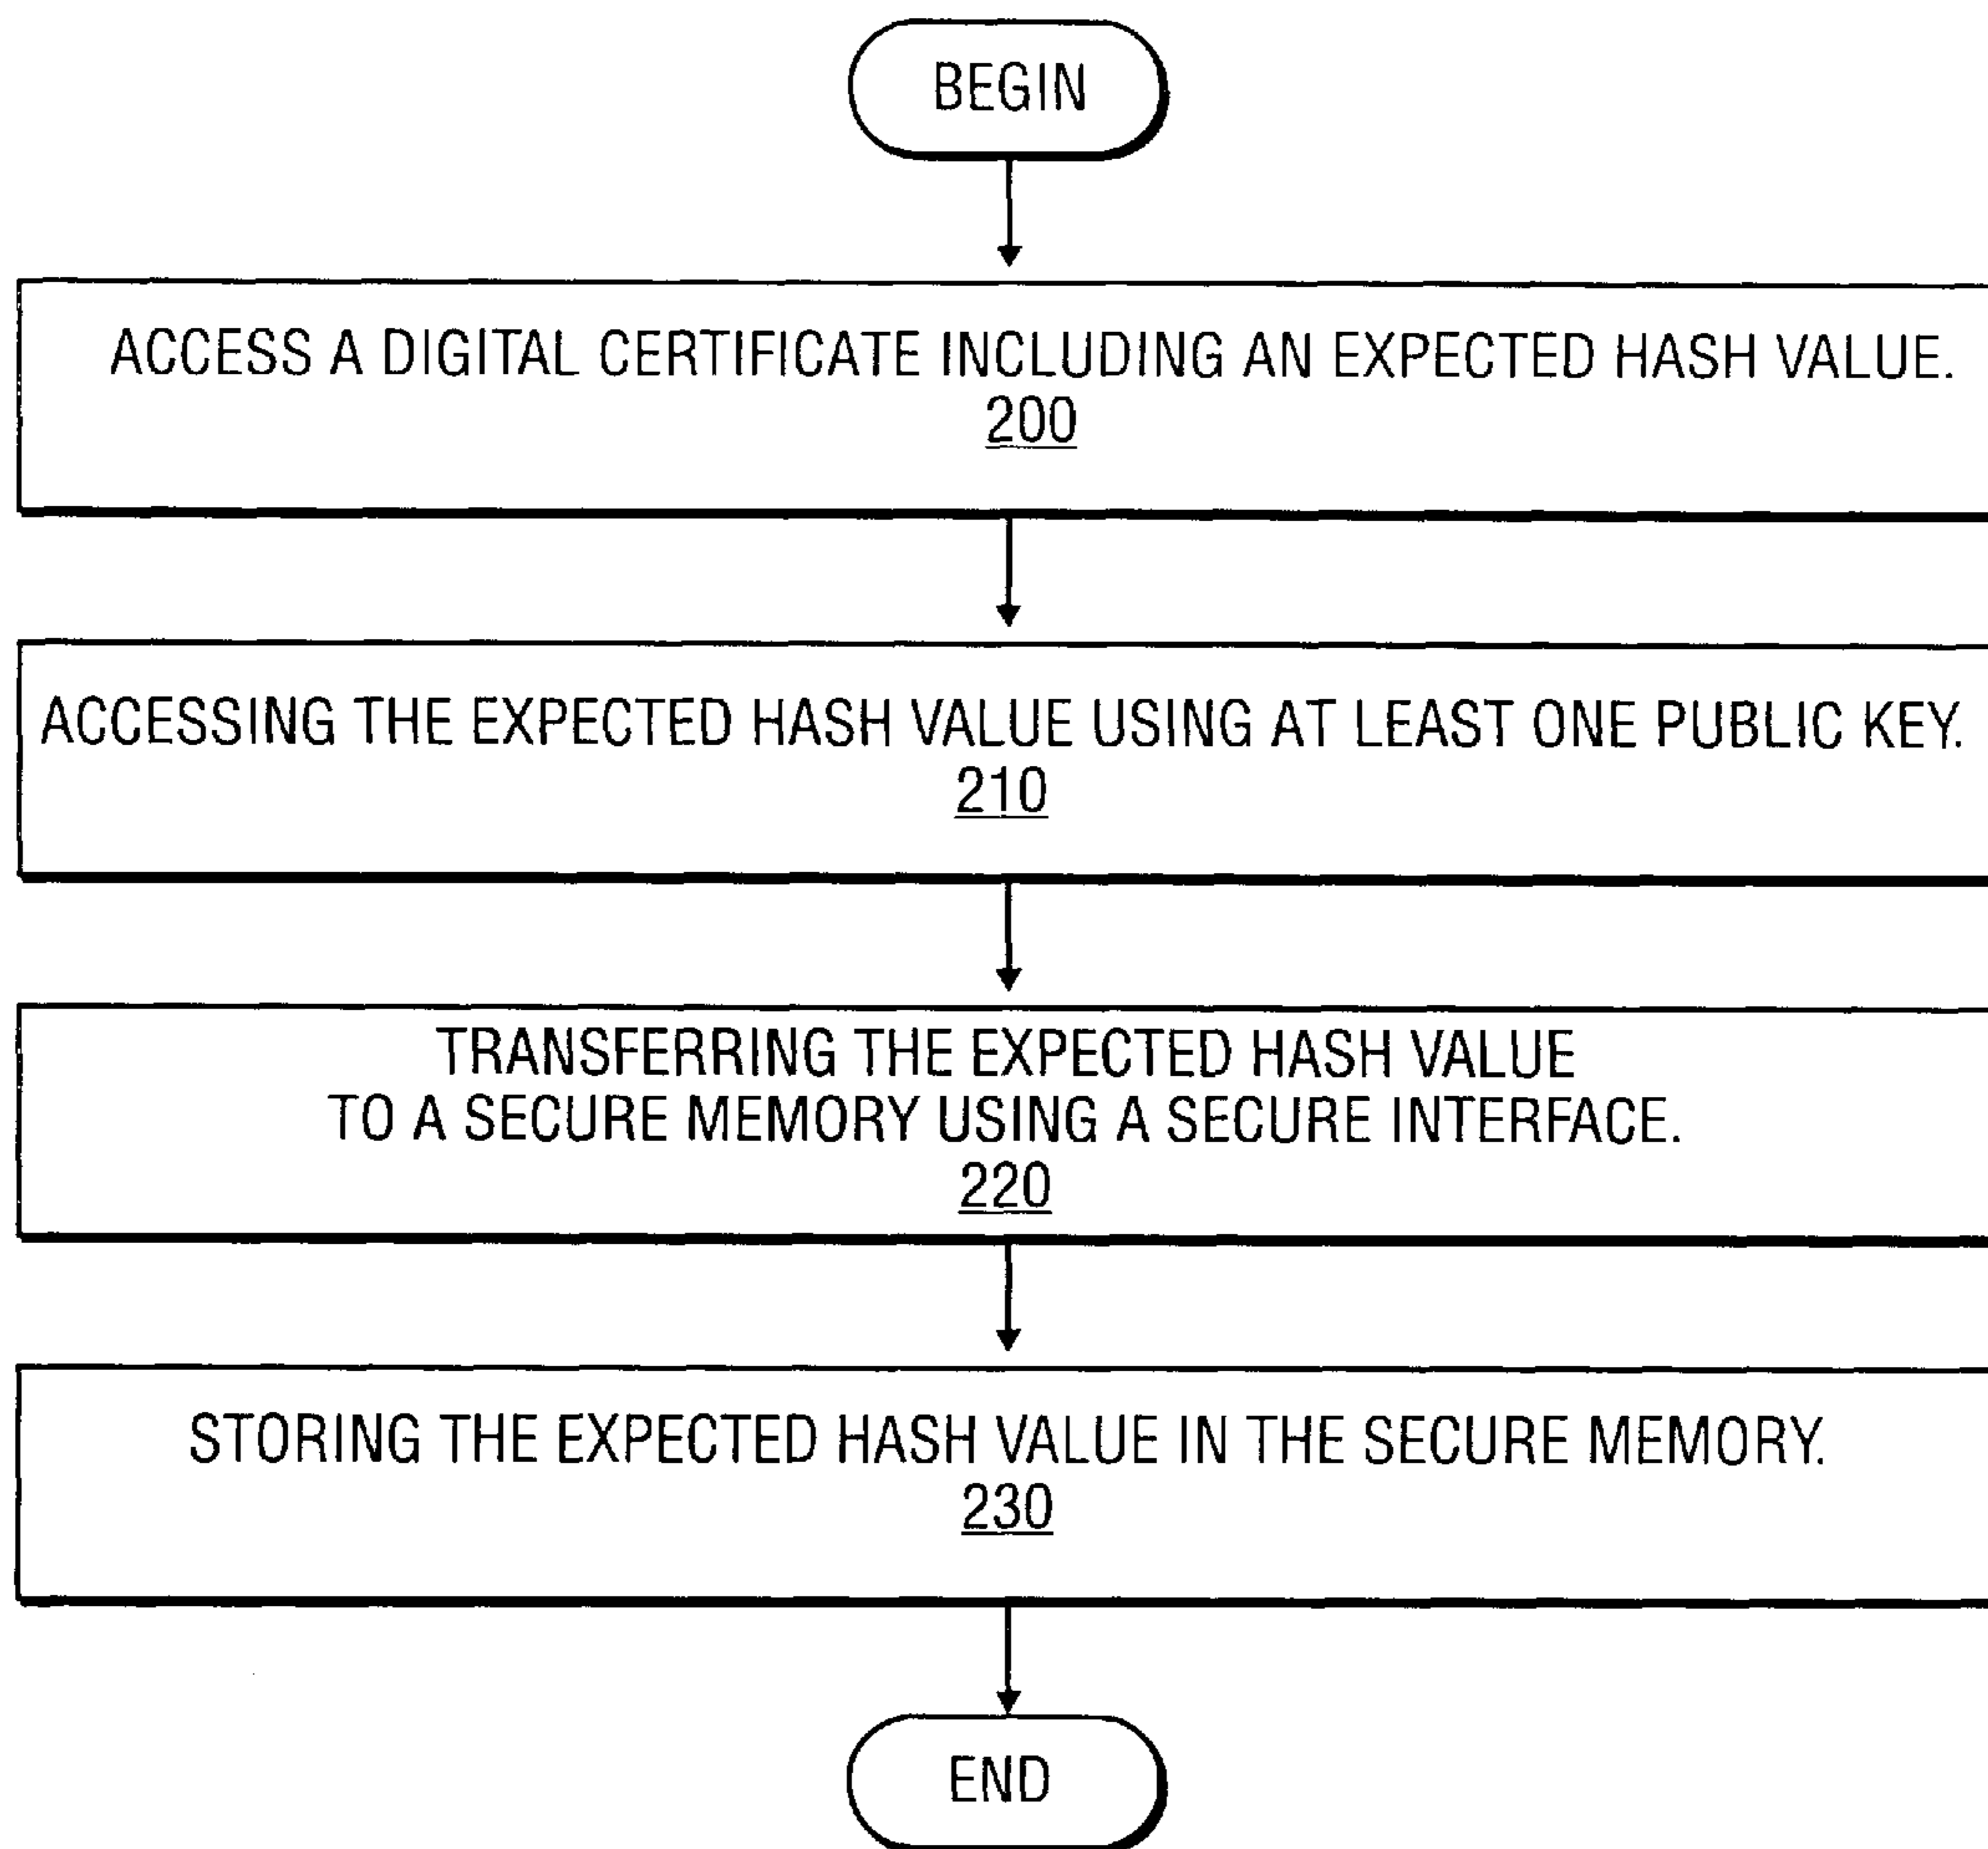 BEGIN
ACCESS A DIGITAL CERTIFICATE INCLUDING AN EXPECTED HASH VALUE.
200
ACCESSING THE EXPECTED HASH VALUE USING AT LEAST ONE PUBLIC KEY.
210
TRANSFERRING THE EXPECTED HASH VALUE
TO A SECURE MEMORY USING A SECURE INTERFACE.
220
STORING THE EXPECTED HASH VALUE IN THE SECURE MEMORY.
230
END